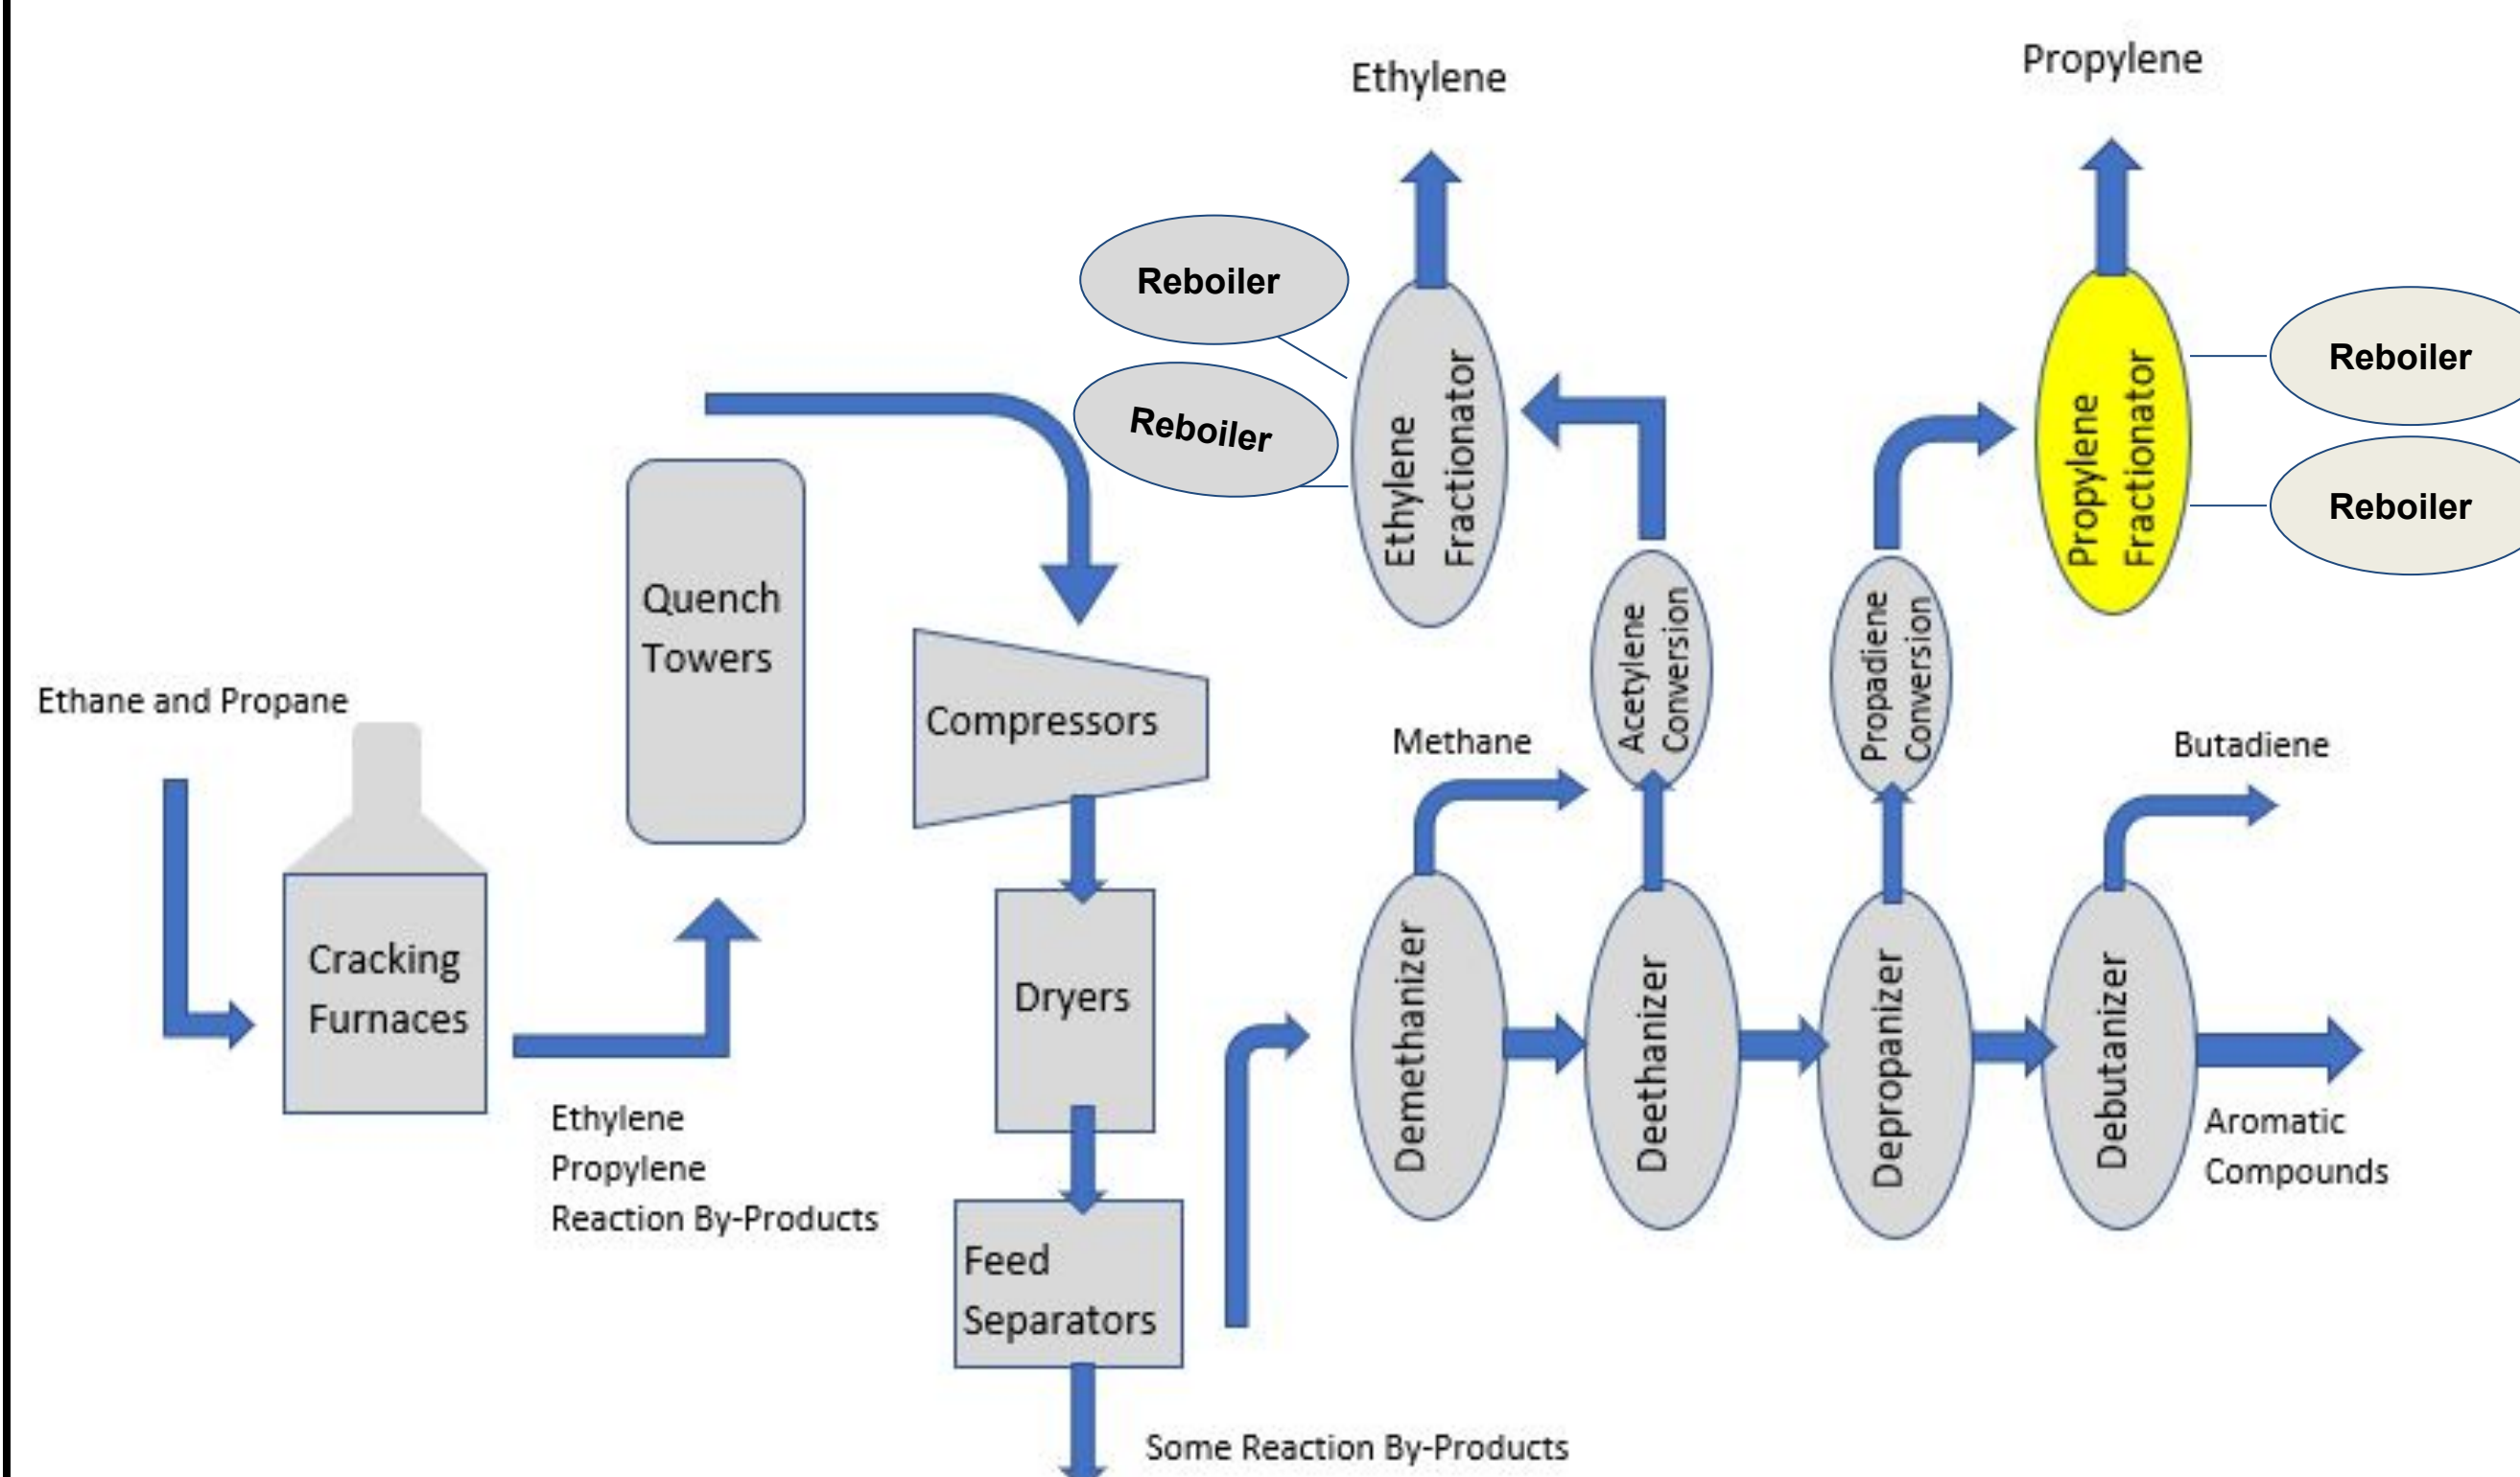 Ethylene
Propylene
Reboiler
Reboiler
Ethylene
Fractionator
Propylene
Fractionator
Reboiler
Reboiler
Quench
Towers
Compressors
Acetylene
Conversion
Propadiene
Conversion
Ethane and Propane
Methane
Butadiene
Cracking
Furnaces
Dryers
Demethanizer
Deethanizer
Depropanizer
Debutanizer
Ethylene
Propylene
Reaction By-Products
Aromatic
Compounds
Feed
Separators
Some Reaction By-Products